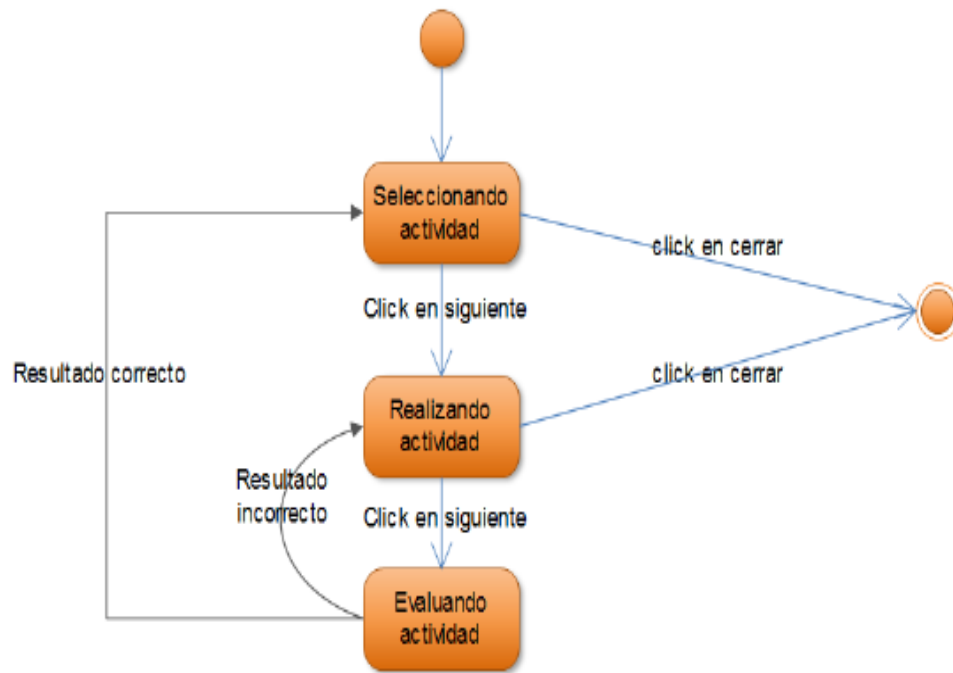 Seleccionando
actividad
click en cerrar
Click en siguiente
Resultado correcto
click en cerrar
Realizando
actividad
Resultado
incorrecto
Click en siguiente
Evaluando
actividad